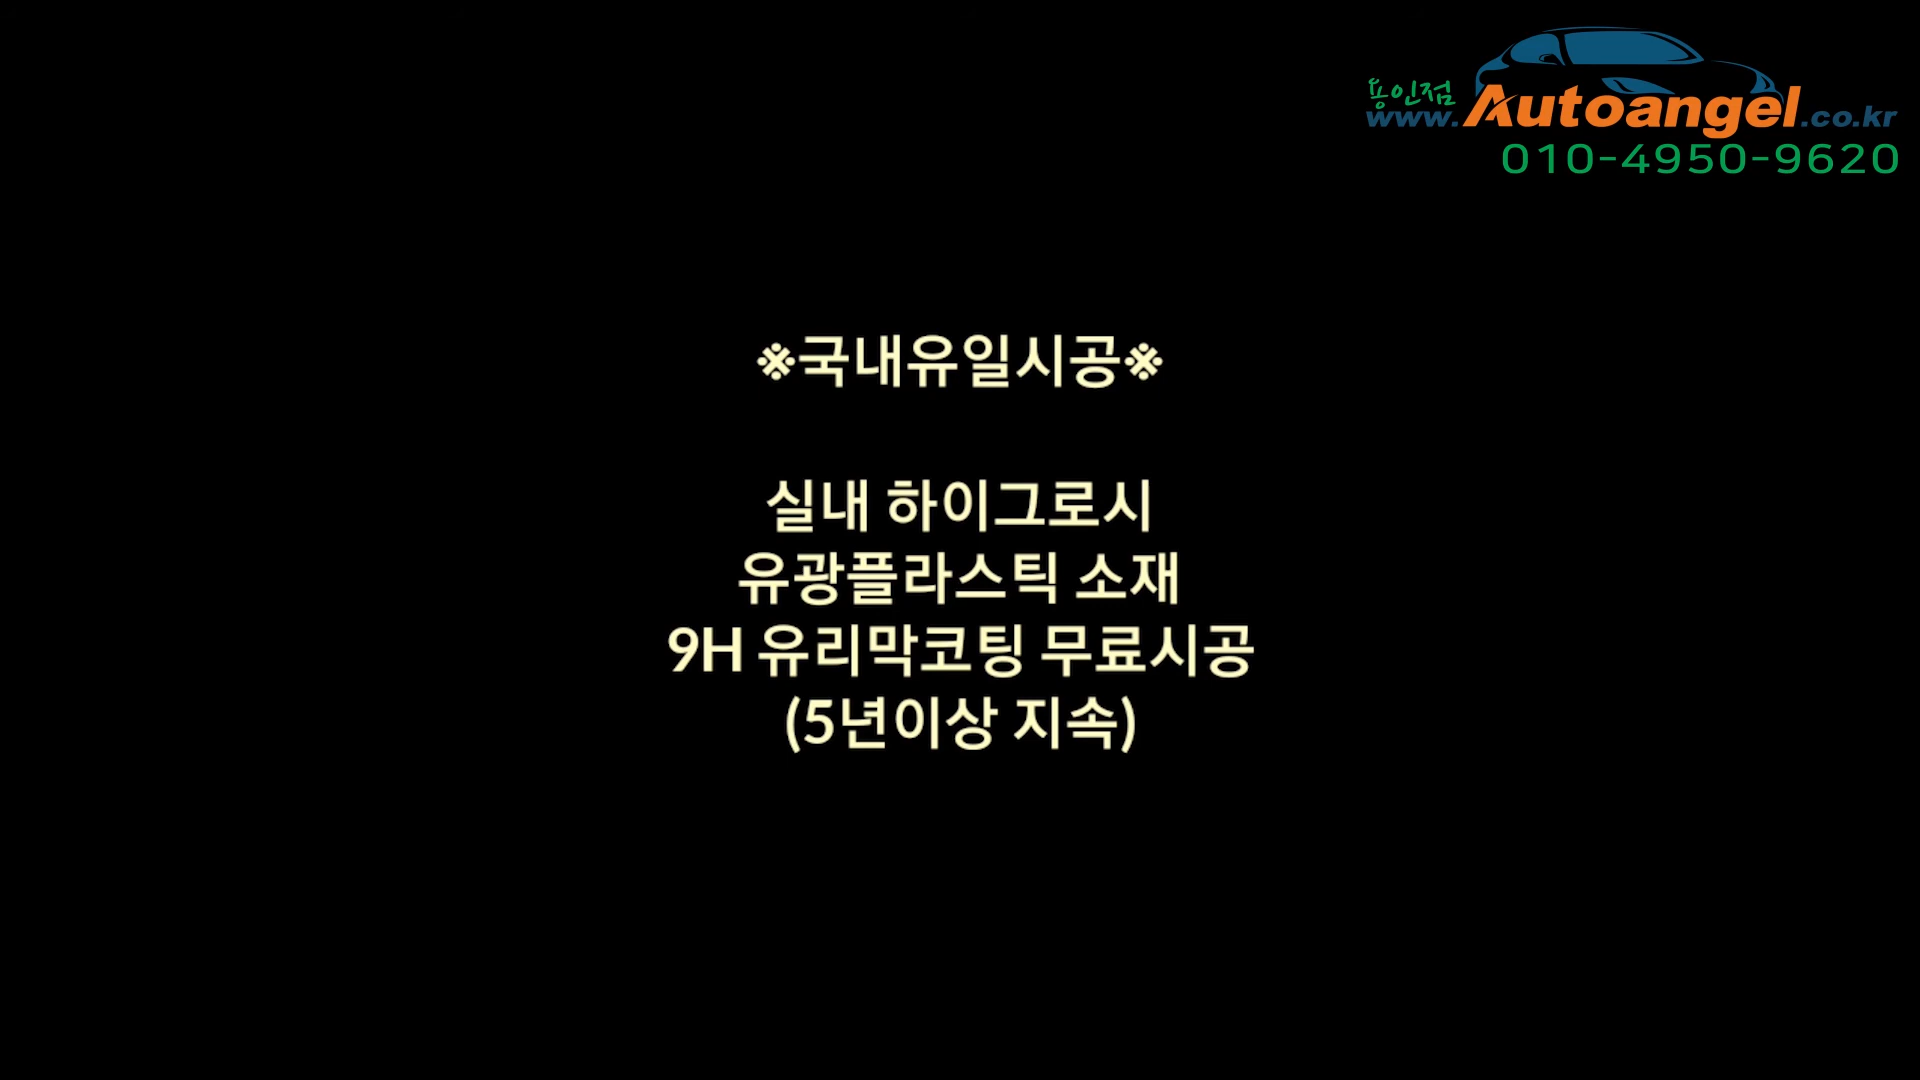 용인점
www.Autoangel.co.kr
010-4950-9620
※국내유일시공※
실내 하이그로시
유광플라스틱 소재
9H 유리막코팅 무료시공
(5년이상 지속)